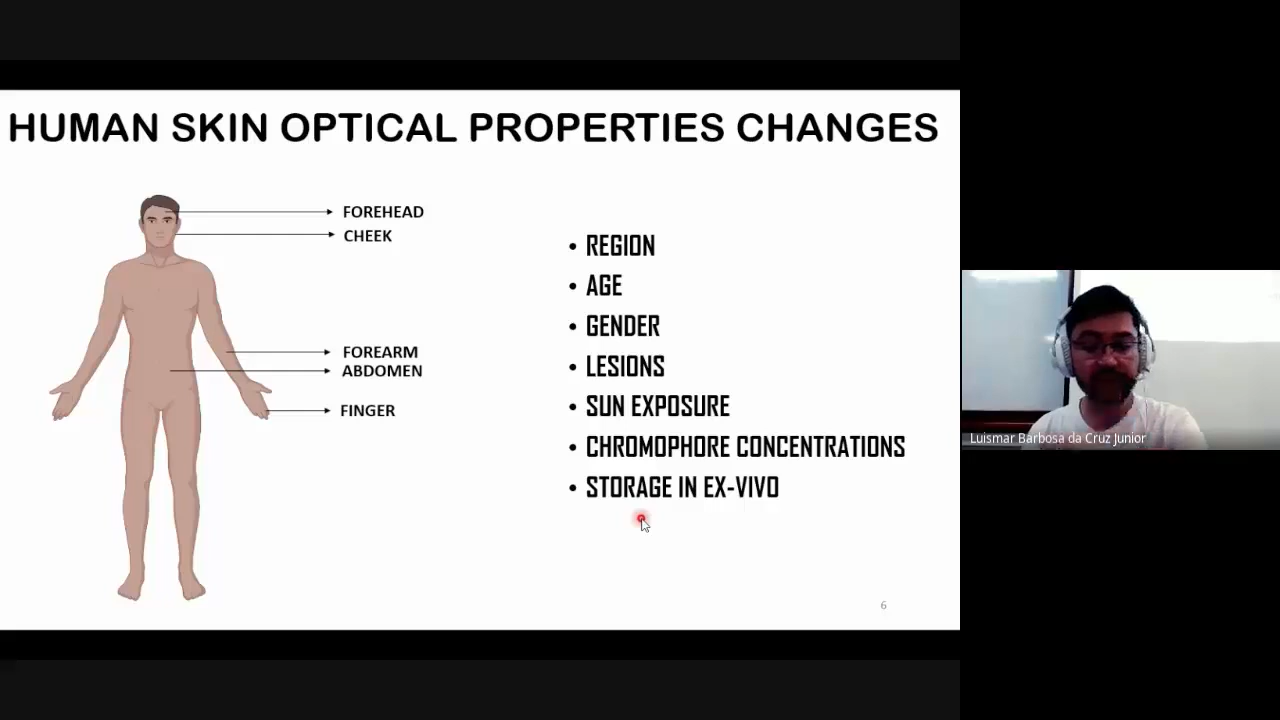 HUMAN SKIN OPTICAL PROPERTIES CHANGES
FOREHEAD
CHEEK
FOREARM
ABDOMEN
FINGER
• REGION
• AGE
• GENDER
• LESIONS
• SUN EXPOSURE
• CHROMOPHORE CONCENTRATIONS
• STORAGE IN EX-VIVO
6
Luismar Barbosa da Cruz Junior